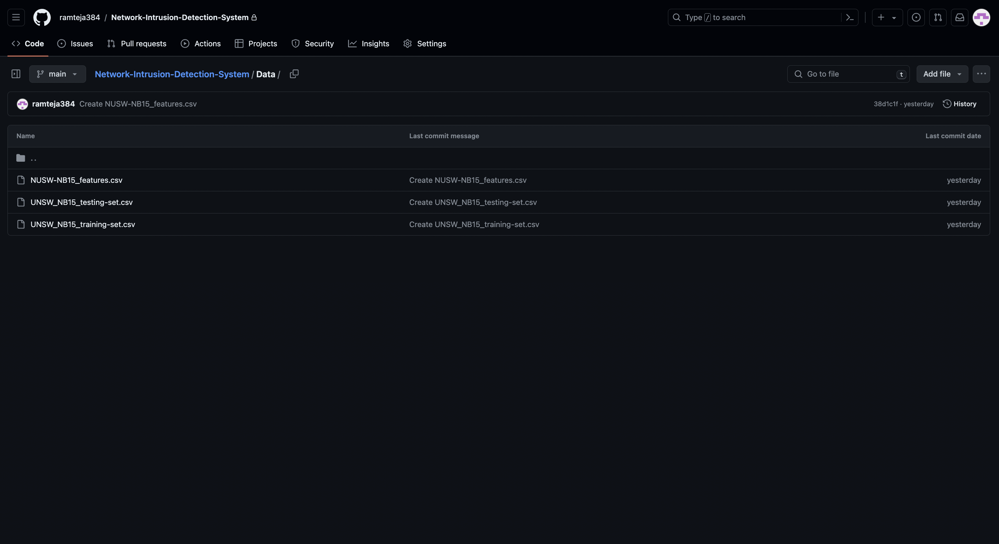 ramteja384 / Network-Intrusion-Detection-System
Type / to search
Code Issues Pull requests Actions Projects Security Insights Settings
main Network-Intrusion-Detection-System / Data /
Go to file t Add file
ramteja384 Create NUSW-NB15_features.csv 38d1c1f · yesterday History
Name Last commit message Last commit date
..
NUSW-NB15_features.csv Create NUSW-NB15_features.csv yesterday
UNSW_NB15_testing-set.csv Create UNSW_NB15_testing-set.csv yesterday
UNSW_NB15_training-set.csv Create UNSW_NB15_training-set.csv yesterday